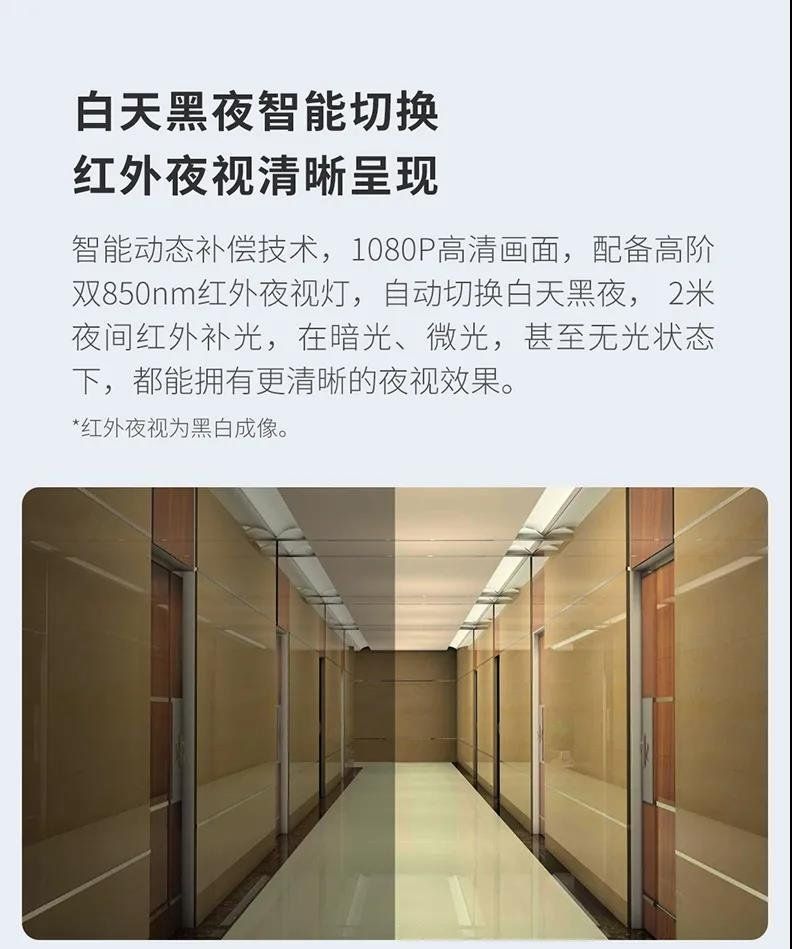 白天黑夜智能切换
红外夜视清晰呈现
智能动态补偿技术，1080P高清画面，配备高阶
双850nm红外夜视灯，自动切换白天黑夜， 2米
夜间红外补光，在暗光、微光，甚至无光状态
下，都能拥有更清晰的夜视效果。
*红外夜视为黑白成像。